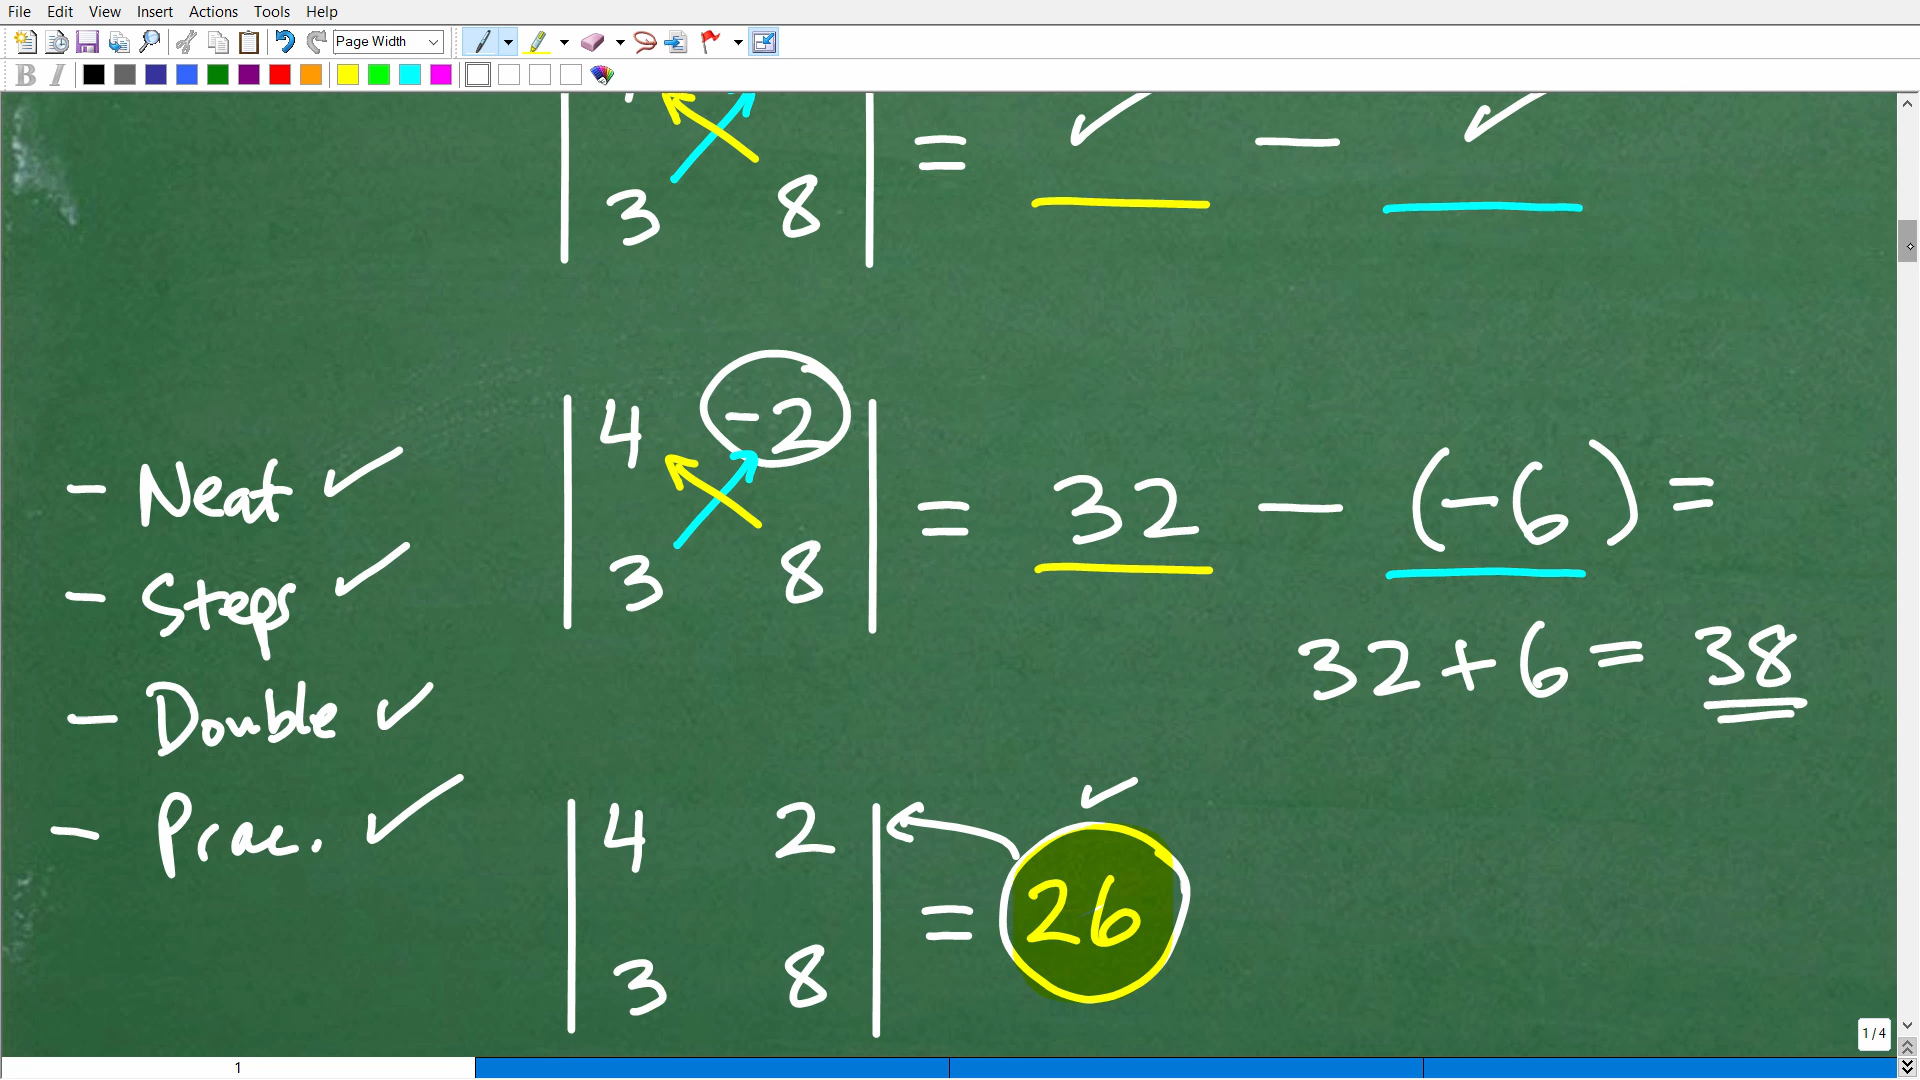 File Edit View Insert Actions Tools Help
Page Width
B I
3 8 = —
4 -2
3 8 = 32 — (-6) =
32 + 6 = 38
- Neat ✓
- Steps ✓
- Double ✓
- Prac. ✓
4 2
3 8 = 26
1 / 4
1